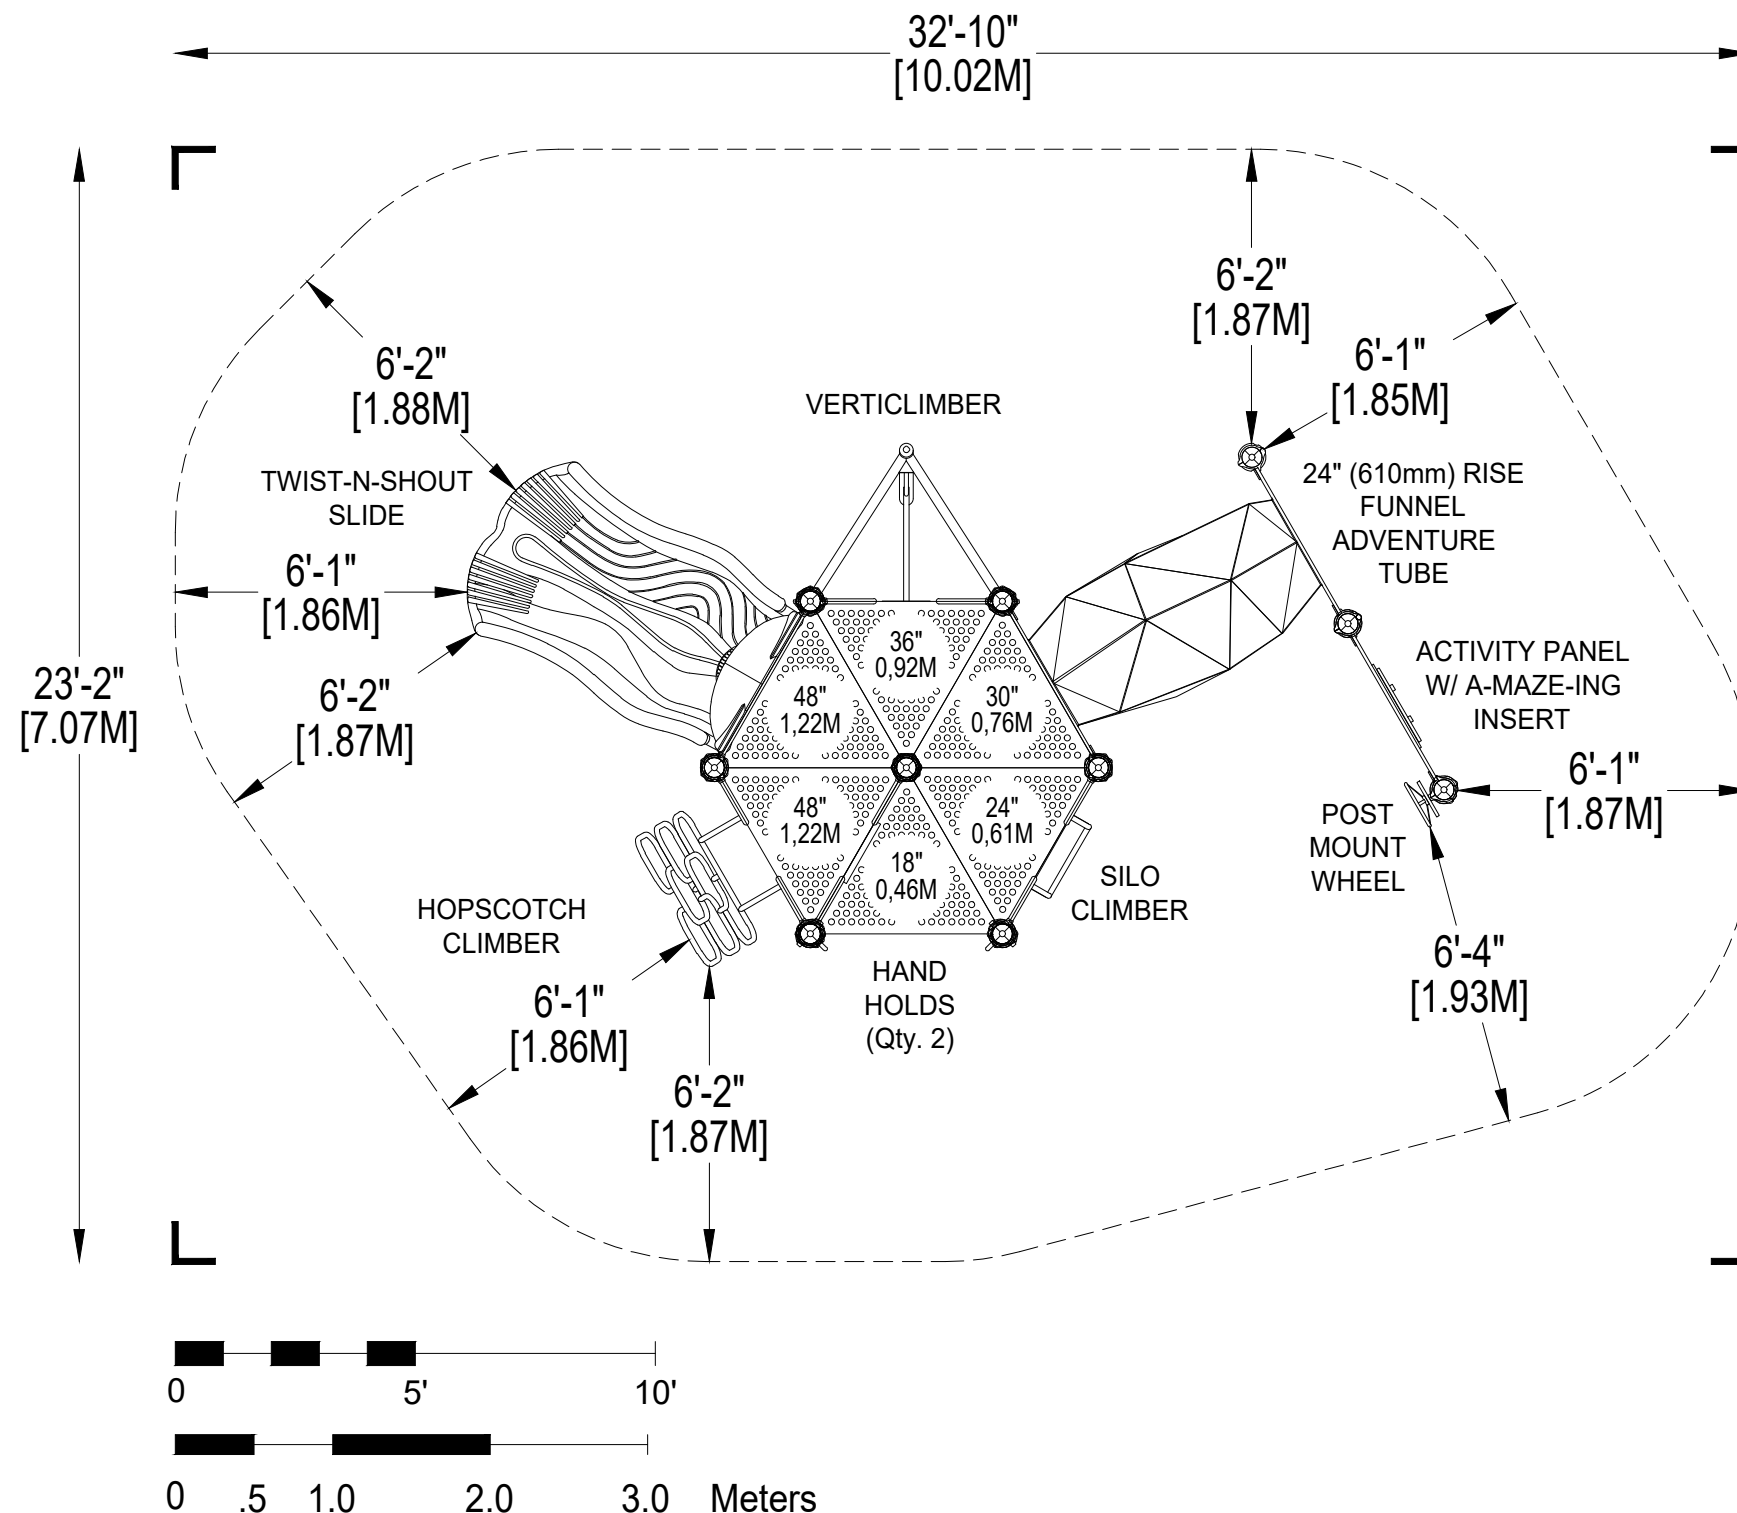 32'-10"
[10.02M]
6'-2"
[1.87M]
6'-1"
[1.85M]
6'-2"
[1.88M]
VERTICLIMBER
TWIST-N-SHOUT
SLIDE
24" (610mm) RISE
FUNNEL
ADVENTURE
TUBE
6'-1"
[1.86M]
36"
0,92M
48"
1,22M
30"
0,76M
23'-2"
[7.07M]
6'-2"
[1.87M]
ACTIVITY PANEL
W/ A-MAZE-ING
INSERT
6'-1"
[1.87M]
48"
1,22M
24"
0,61M
18"
0,46M
POST
MOUNT
WHEEL
SILO
CLIMBER
HOPSCOTCH
CLIMBER
HAND
HOLDS
(Qty. 2)
6'-4"
[1.93M]
6'-1"
[1.86M]
6'-2"
[1.87M]
0 5' 10'
0 .5 1.0 2.0 3.0 Meters